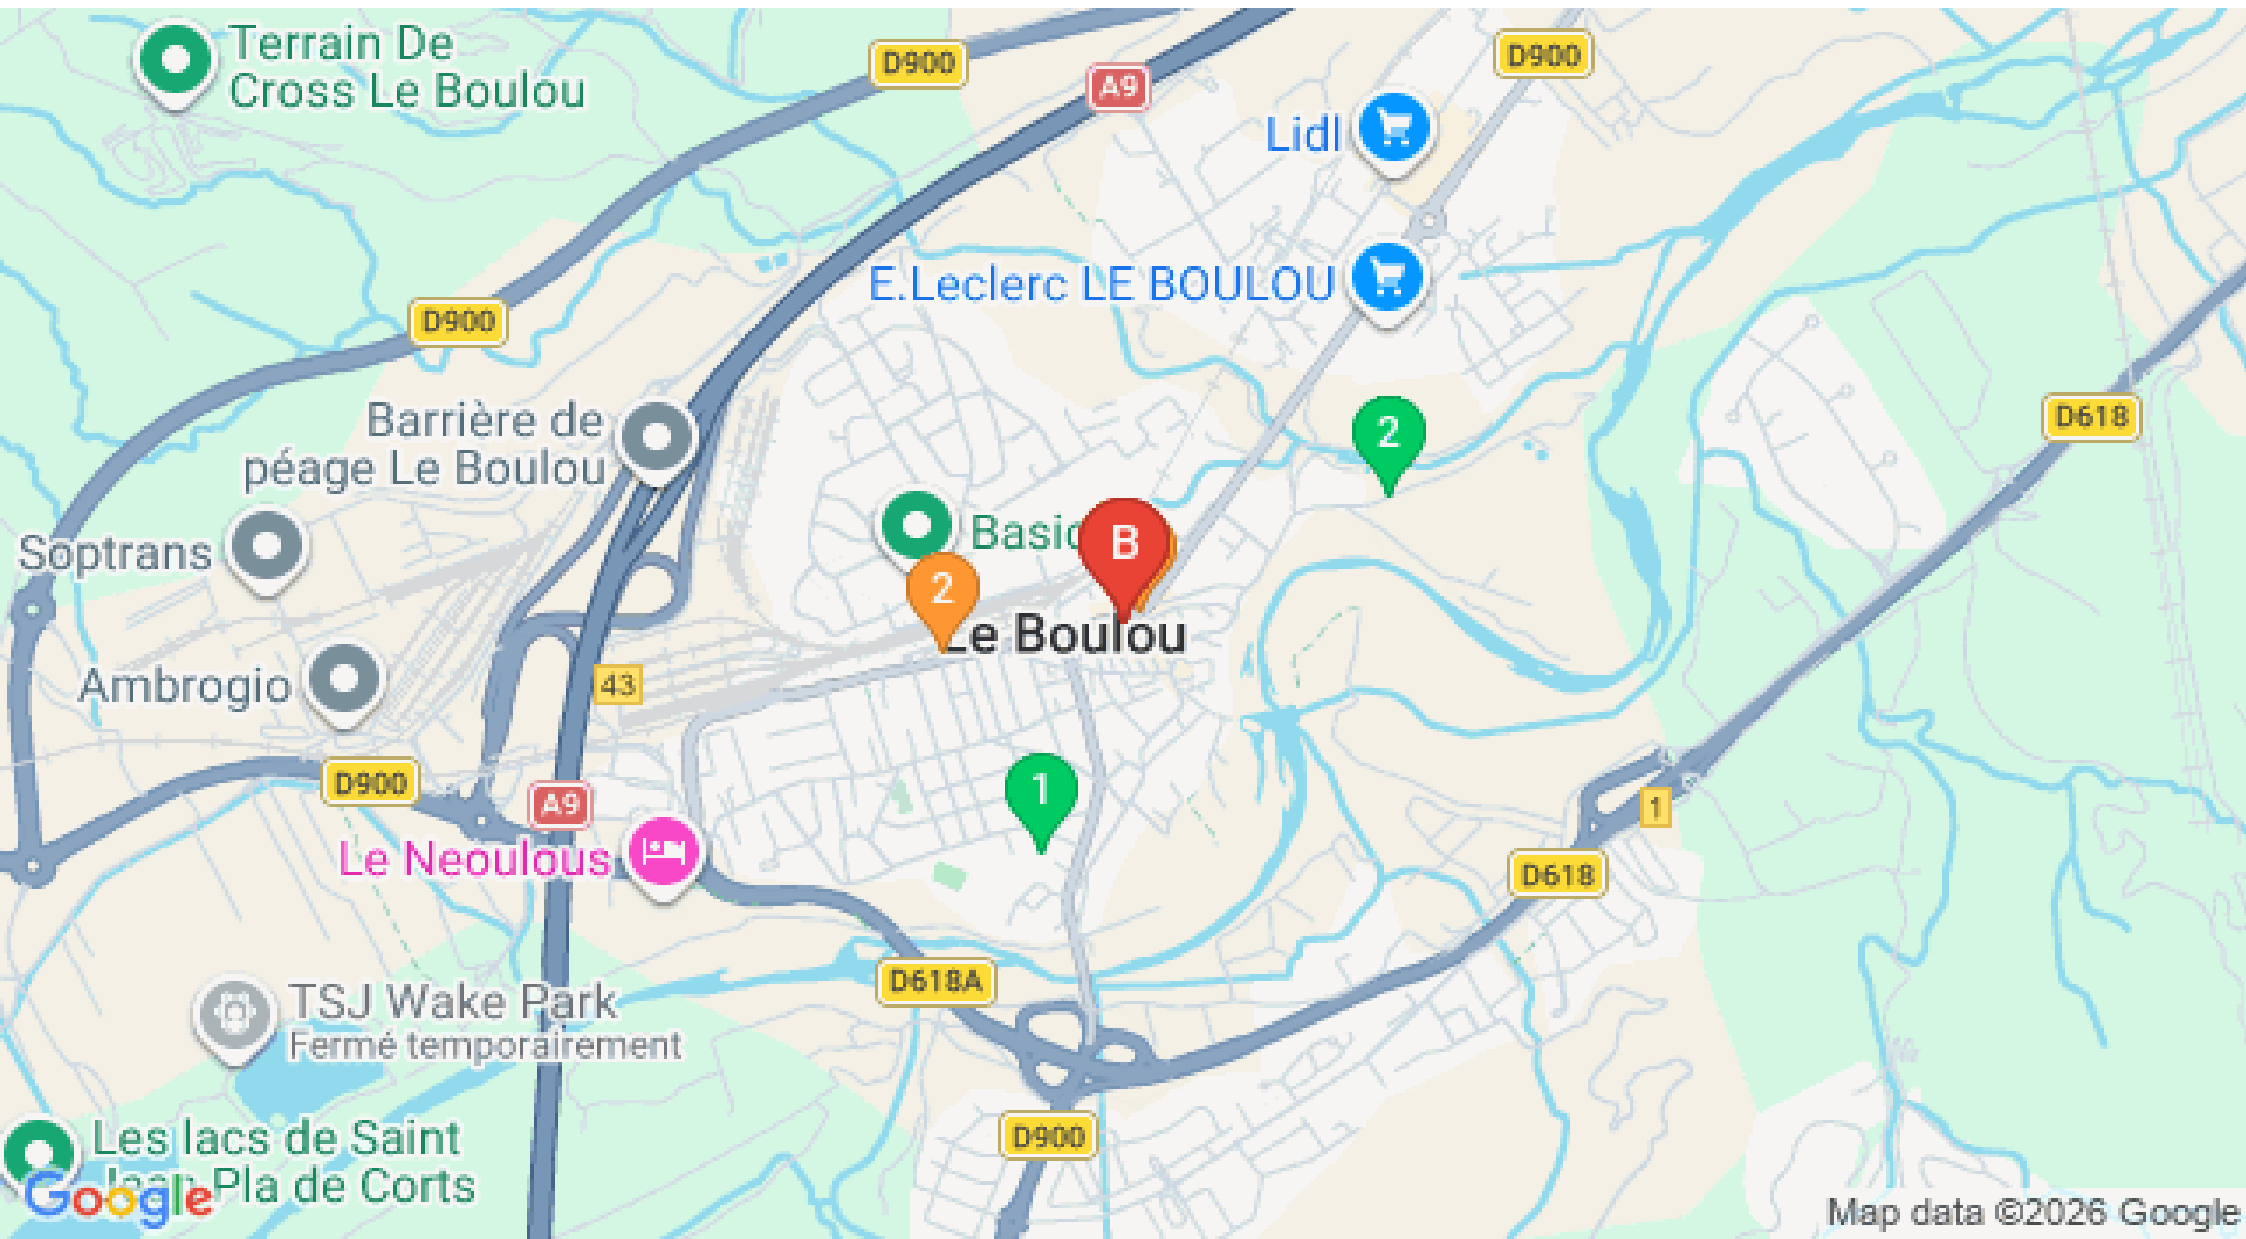 Terrain De
Cross Le Boulou
D900
A9
D900
Lidl
E.Leclerc LE BOULOU
D900
Barrière de
péage Le Boulou
D618
2
Soptrans
Basic
B
2
Le Boulou
Ambrogio
43
D900
A9
1
1
Le Neoulous
D618
D618A
TSJ Wake Park
Fermé temporairement
D900
Les lacs de Saint
Jean-Pla de Corts
Google
Map data ©2026 Google